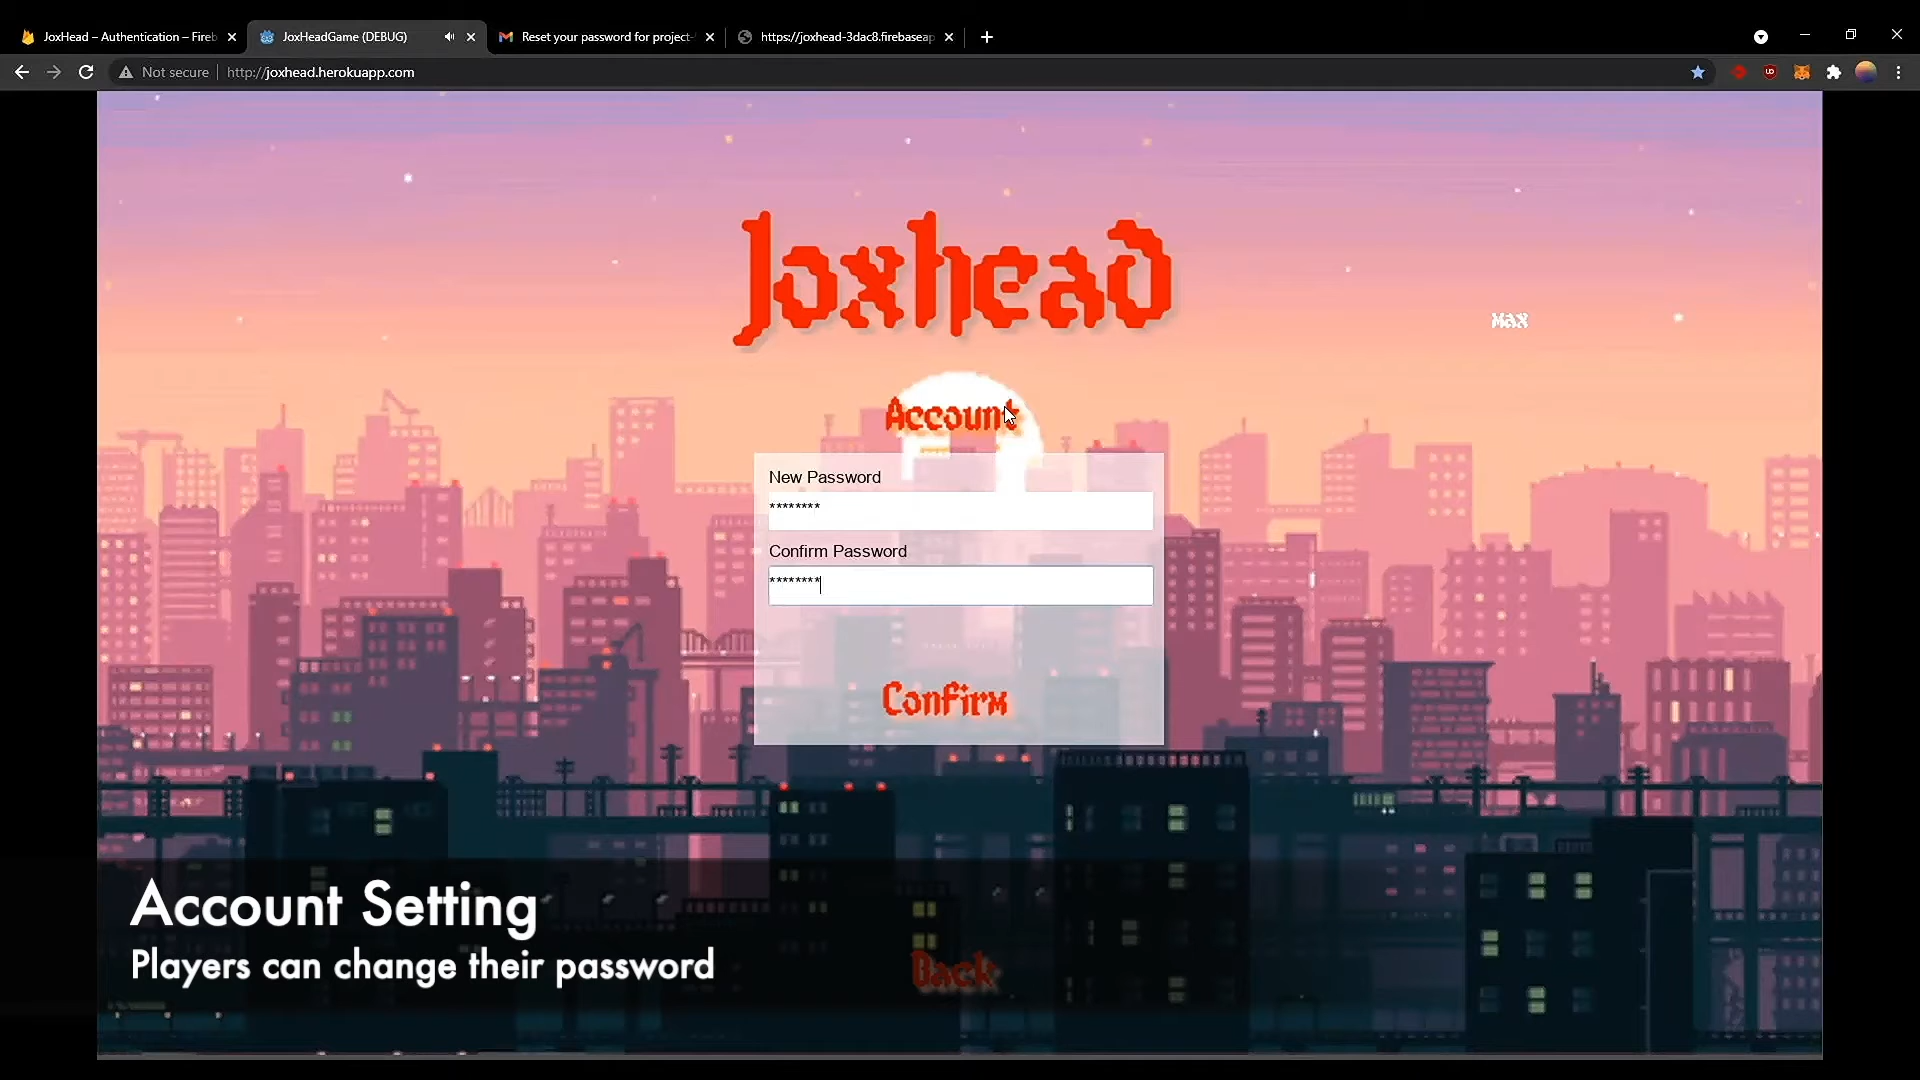 JoxHead – Authentication – Fireb
JoxHeadGame (DEBUG)
Reset your password for project-
https://joxhead-3dac8.firebaseap
Not secure
http://joxhead.herokuapp.com
Joxhead
MAX
Account
New Password
********
Confirm Password
********
Confirm
Account Setting
Players can change their password
Back